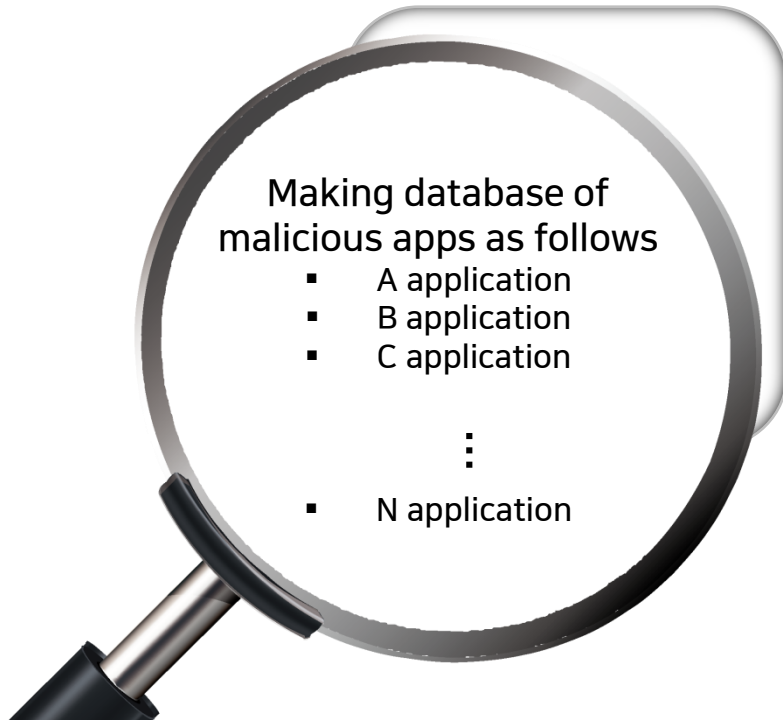 Making database of
malicious apps as follows
▪ A application
▪ B application
▪ C application
⋮
▪ N application